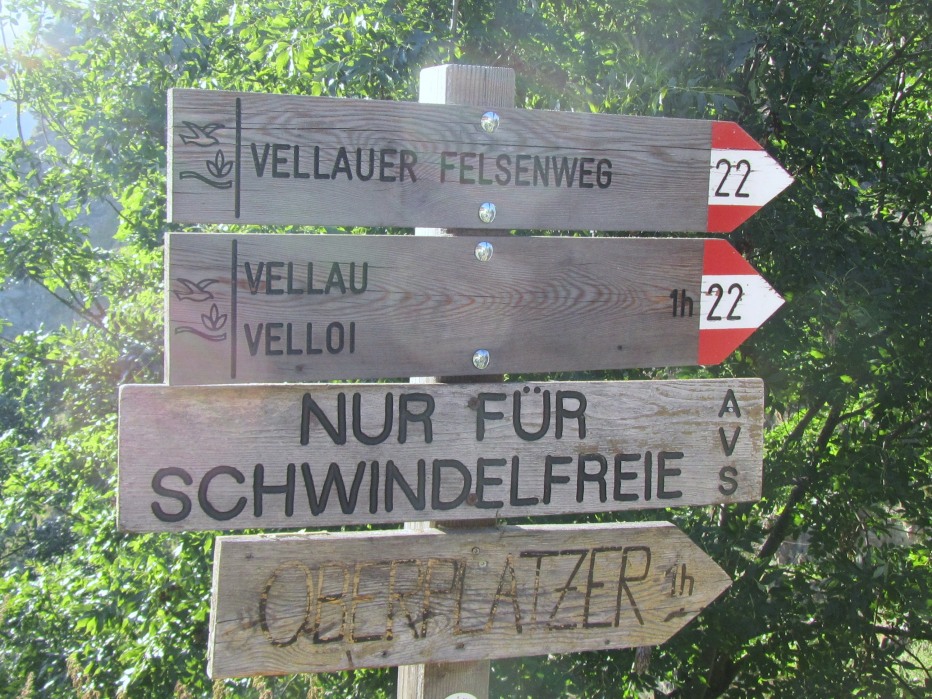 VELLAUER FELSENWEG 22
VELLAU
VELLOI
1h 22
NUR FÜR
SCHWINDELFREIE
AVS
OBERPLATZER 1h